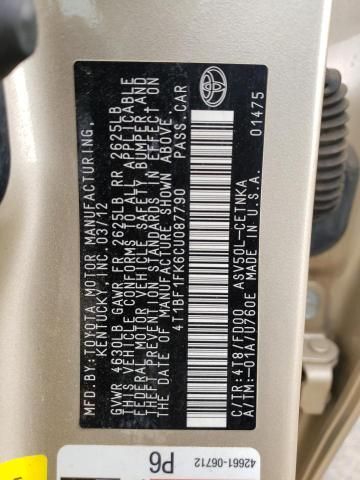 MFD.BY:TOYOTA MOTOR MANUFACTURING,
KENTUCKY, INC. 03/12
GVWR 4630LB GAWR FR 2625LB RR 2625LB
THIS VEHICLE CONFORMS TO ALL APPLICABLE
FEDERAL MOTOR VEHICLE SAFETY, BUMPER, AND
THEFT PREVENTION STANDARDS IN EFFECT ON
THE DATE OF MANUFACTURE SHOWN ABOVE.
4T1BF1FK6CU087790 PASS.CAR
C/TR:4T8/FD00 ASV50L-CETNKA
A/TM:-01A/U760E MADE IN U.S.A.
01475
42661-06712
P6